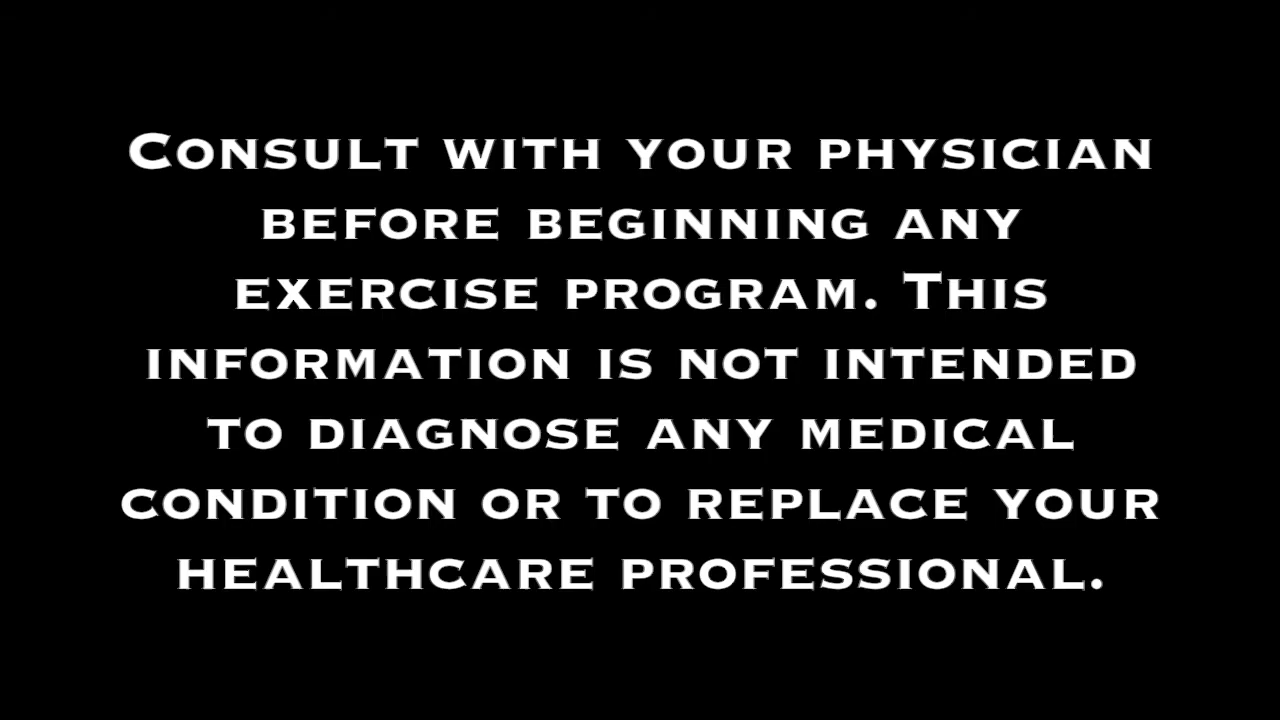 Consult with your physician
before beginning any
exercise program. This
information is not intended
to diagnose any medical
condition or to replace your
healthcare professional.